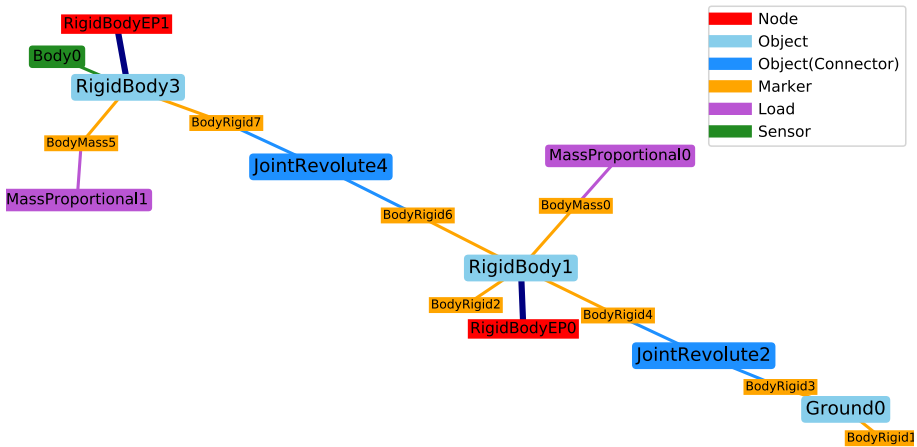 RigidBodyEP1
Node
Object
Body0
Object(Connector)
RigidBody3
Marker
Load
BodyRigid7
Sensor
BodyMass5
MassProportional0
JointRevolute4
MassProportional1
BodyMass0
BodyRigid6
RigidBody1
BodyRigid2
BodyRigid4
RigidBodyEP0
JointRevolute2
BodyRigid3
Ground0
BodyRigid1